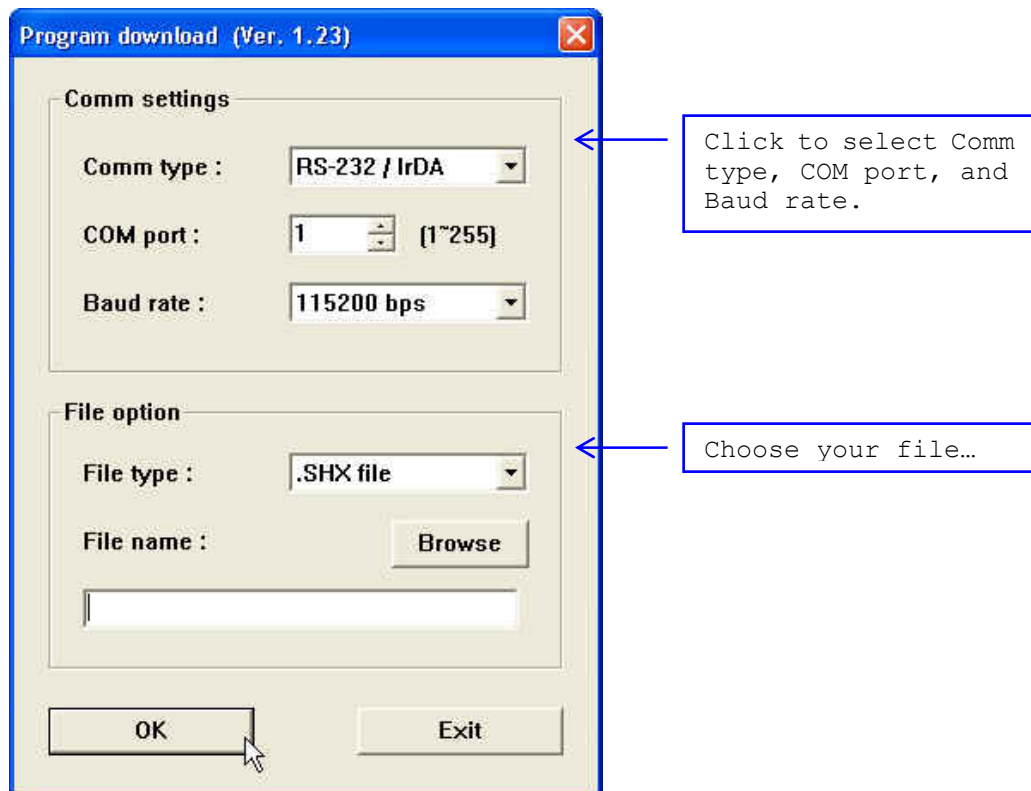 Program download (Ver. 1.23)
Comm settings
Comm type : RS-232 / IrDA
COM port : 1 (1~255)
Baud rate : 115200 bps
Click to select Comm
type, COM port, and
Baud rate.
File option
File type : .SHX file
File name : Browse
Choose your file…
OK Exit